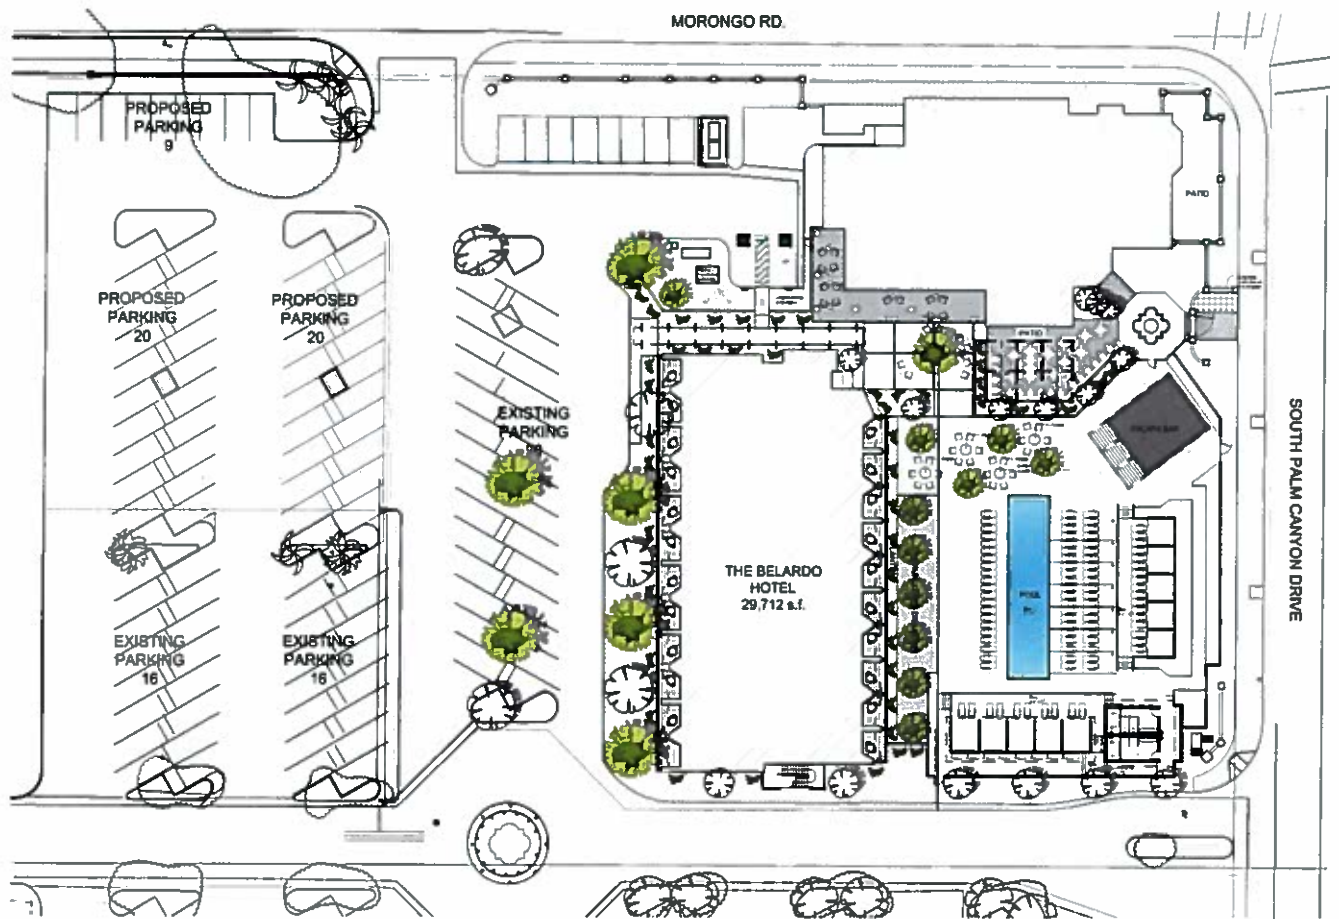 MORONGO RD.
PROPOSED
PARKING
9
PATIO
PROPOSED
PARKING
20
PROPOSED
PARKING
20
PATIO
EXISTING
PARKING
SOUTH PALM CANYON DRIVE
THE BELARDO
HOTEL
29,712 s.f.
POOL
EXISTING
PARKING
16
EXISTING
PARKING
16